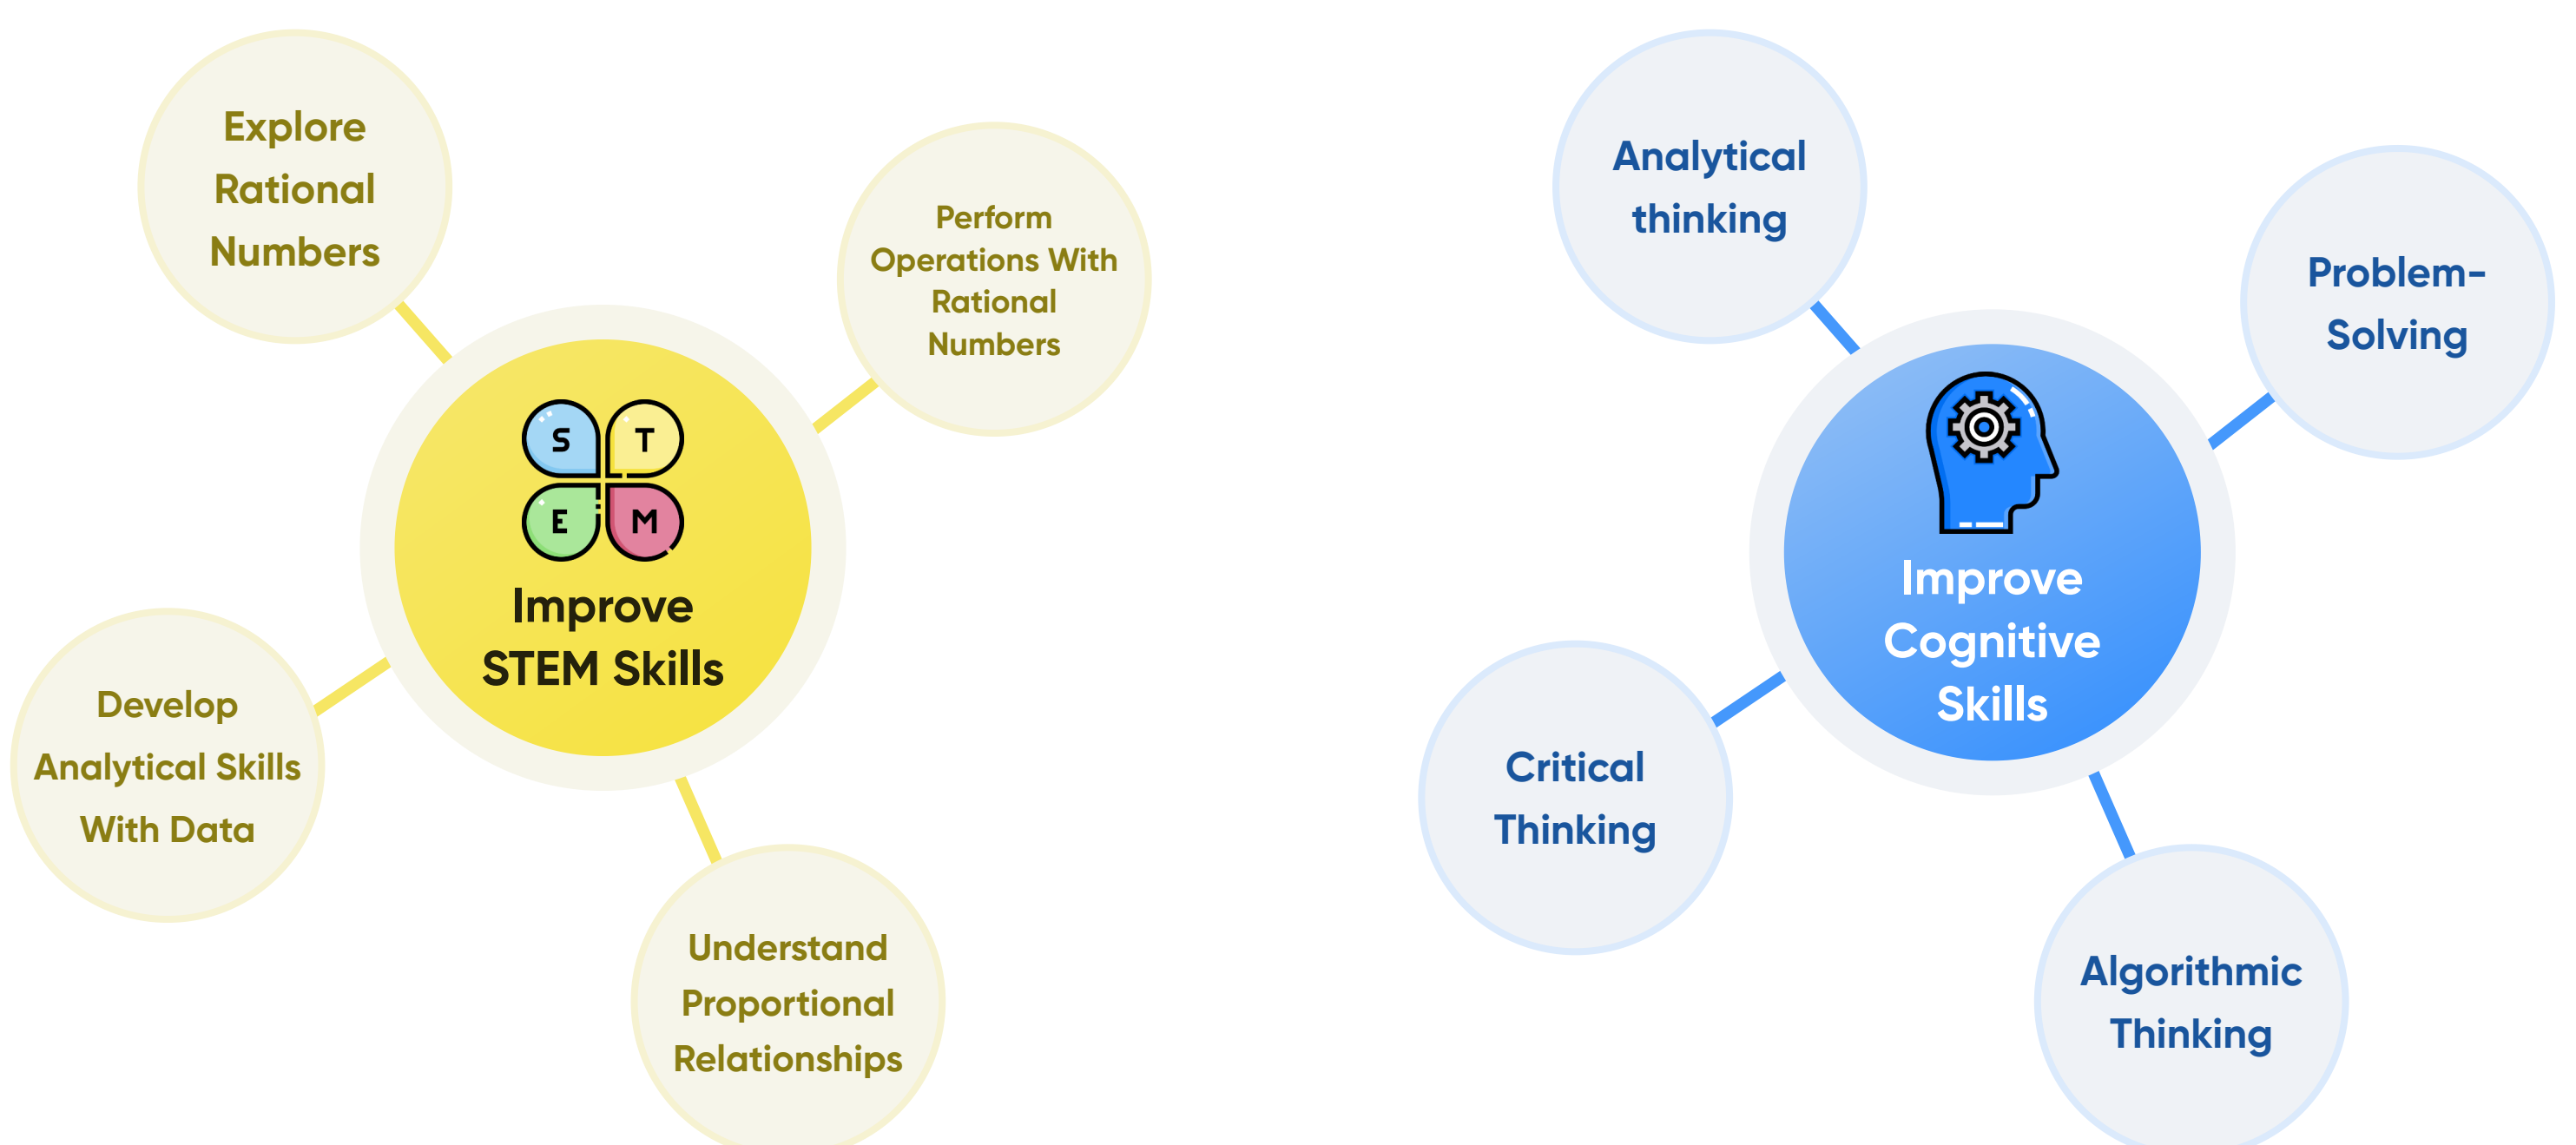 Explore
Rational
Numbers
Perform
Operations With
Rational
Numbers
S T
E M
Improve
STEM Skills
Develop
Analytical Skills
With Data
Understand
Proportional
Relationships
Analytical
thinking
Problem-
Solving
Improve
Cognitive
Skills
Critical
Thinking
Algorithmic
Thinking